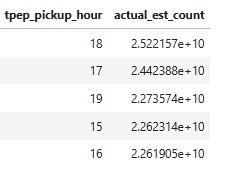 tpep_pickup_hour actual_est_count
18 2.522157e+10
17 2.442388e+10
19 2.273574e+10
15 2.262314e+10
16 2.261905e+10